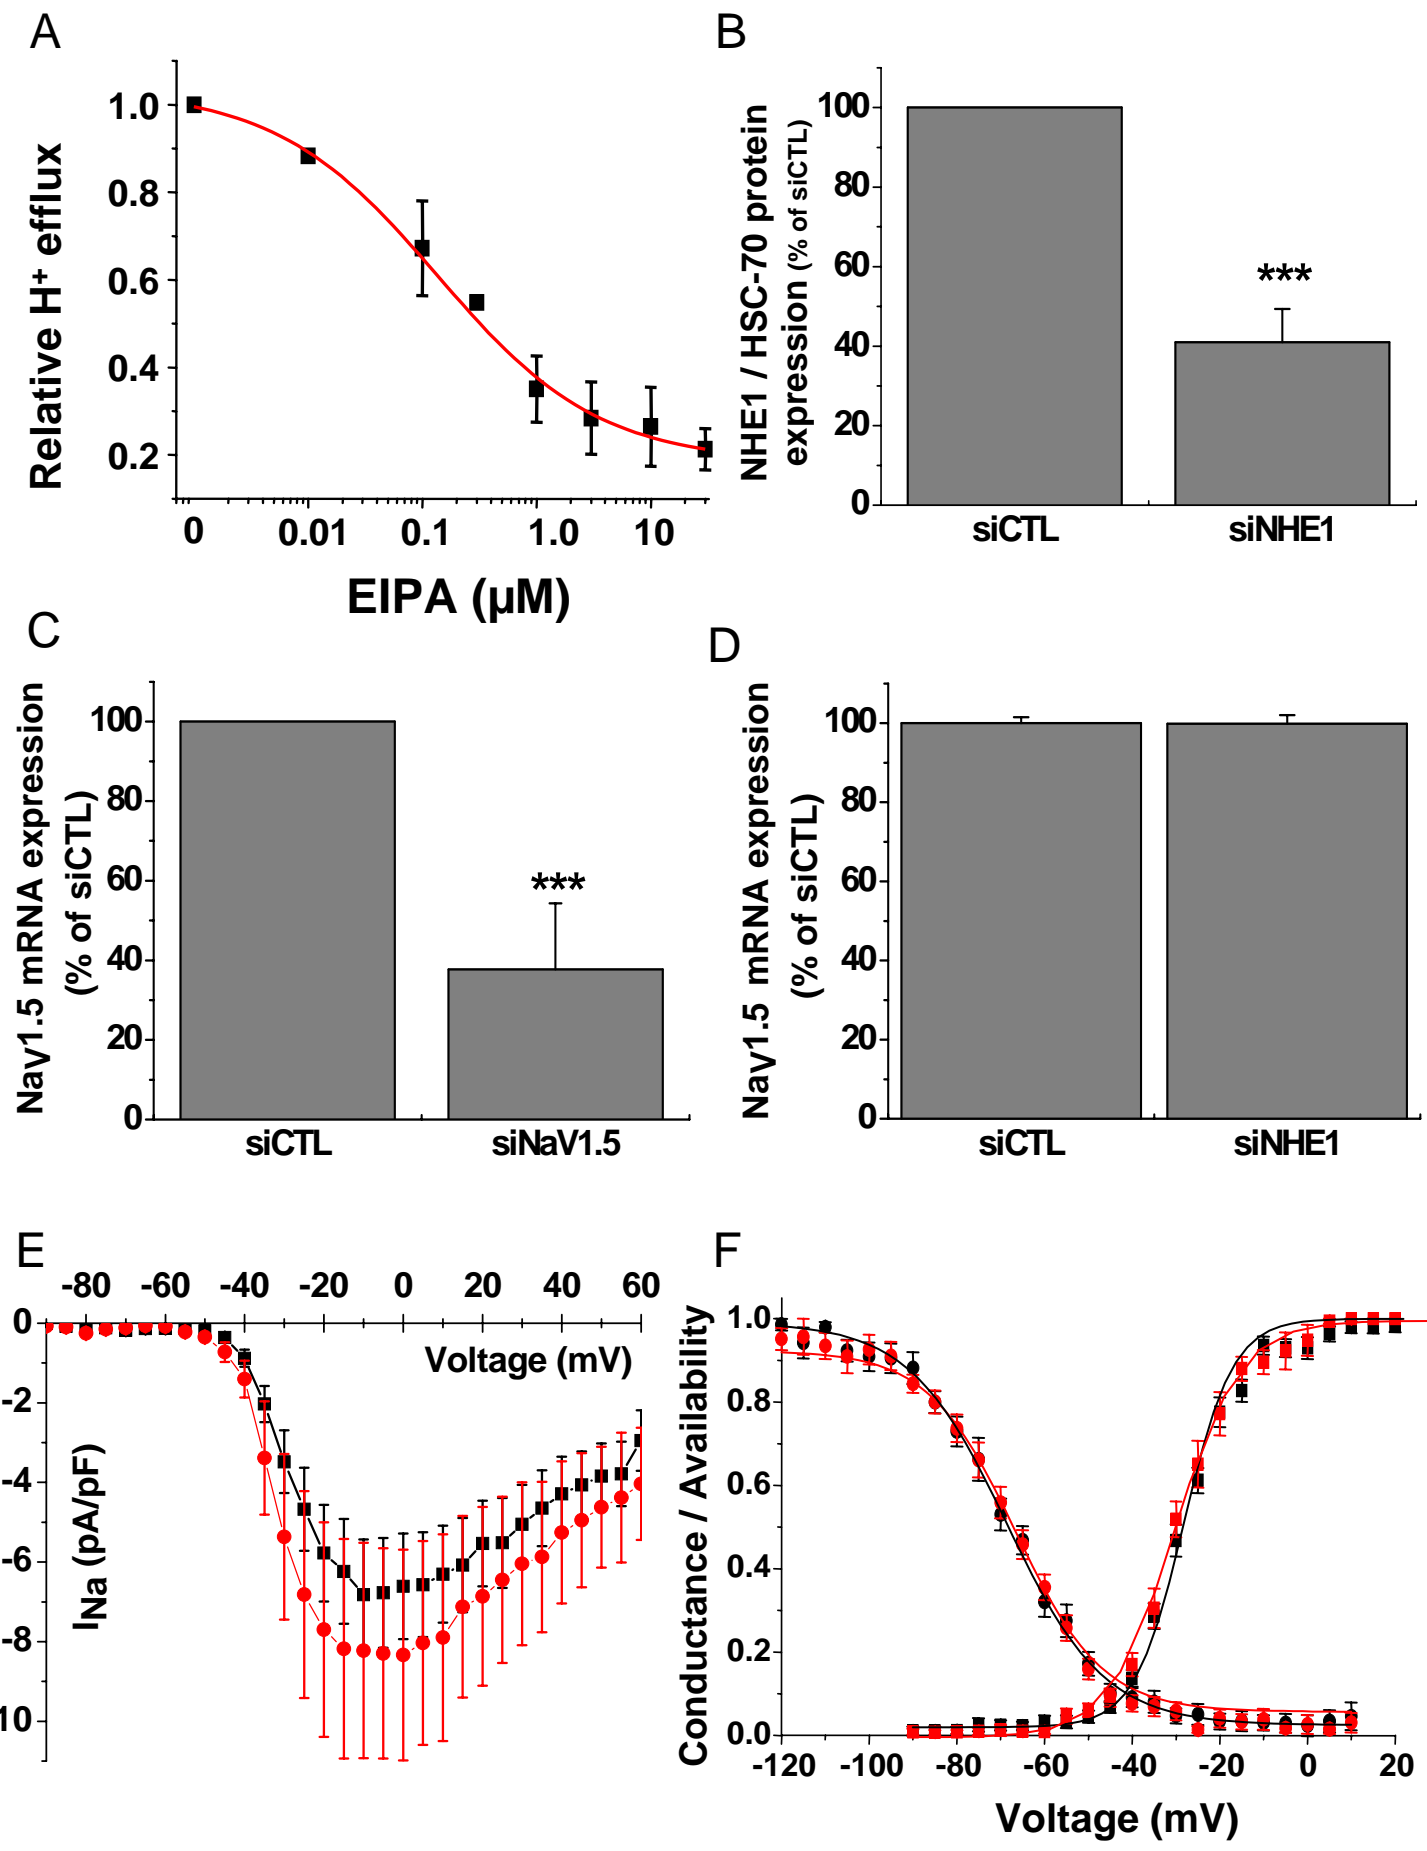 A
1.0
0.8
0.6
0.4
0.2
Relative H+ efflux
0 0.01 0.1 1.0 10
EIPA (µM)
B
100
80
60
40
20
0
NHE1 / HSC-70 protein
expression (% of siCTL)
***
siCTL siNHE1
C
100
80
60
40
20
0
NaV1.5 mRNA expression
(% of siCTL)
***
siCTL siNaV1.5
D
100
80
60
40
20
0
NaV1.5 mRNA expression
(% of siCTL)
siCTL siNHE1
E
-80 -60 -40 -20 0 20 40 60
0
-2
-4
-6
-8
10
Voltage (mV)
INa (pA/pF)
F
1.0
0.8
0.6
0.4
0.2
0.0
Conductance / Availability
-120 -100 -80 -60 -40 -20 0 20
Voltage (mV)